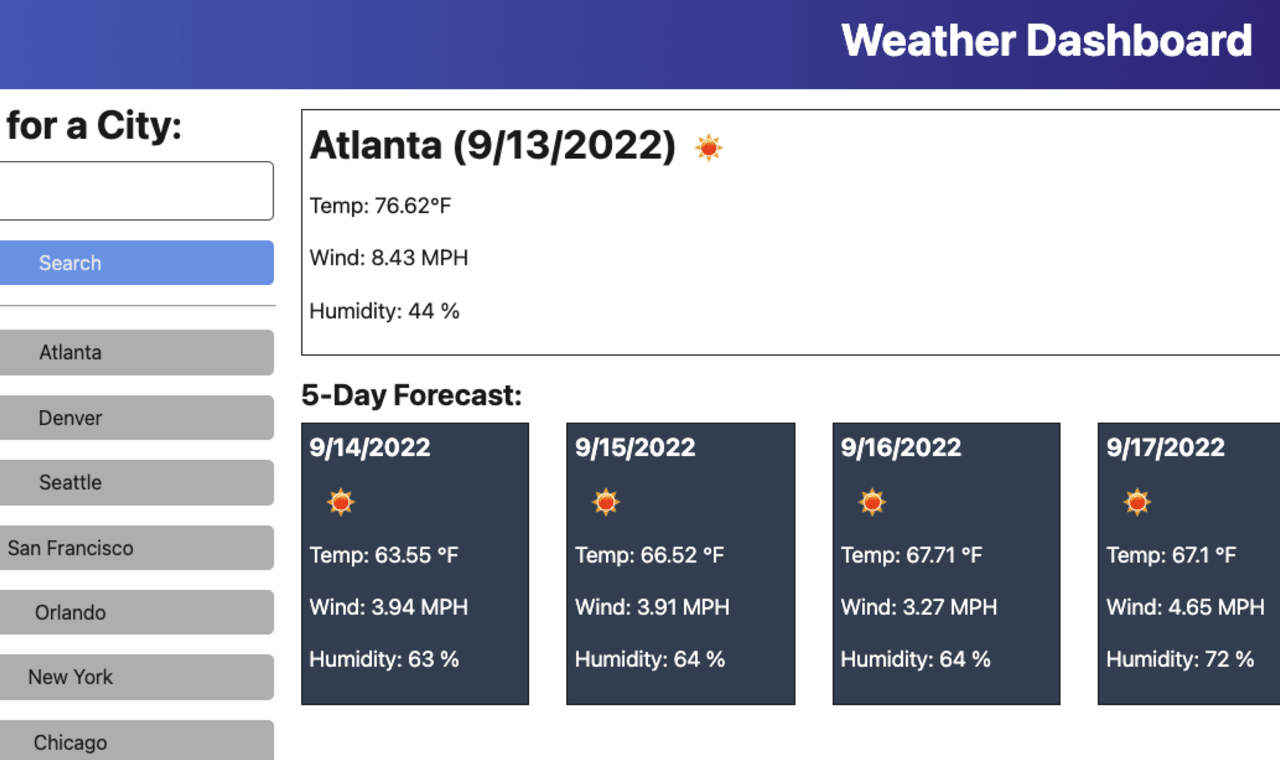 Weather Dashboard
for a City:
Search
Atlanta
Denver
Seattle
San Francisco
Orlando
New York
Chicago
Atlanta (9/13/2022)
Temp: 76.62°F
Wind: 8.43 MPH
Humidity: 44 %
5-Day Forecast:
9/14/2022
Temp: 63.55 °F
Wind: 3.94 MPH
Humidity: 63 %
9/15/2022
Temp: 66.52 °F
Wind: 3.91 MPH
Humidity: 64 %
9/16/2022
Temp: 67.71 °F
Wind: 3.27 MPH
Humidity: 64 %
9/17/2022
Temp: 67.1 °F
Wind: 4.65 MPH
Humidity: 72 %